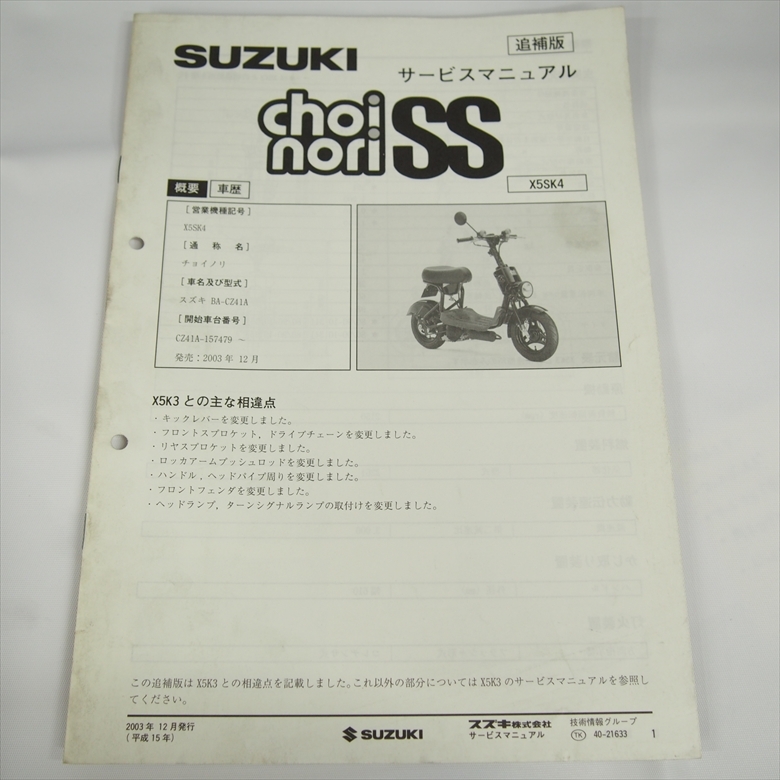 SUZUKI
追補版
サービスマニュアル
choi
nori SS
X5SK4
概要 車歴
[営業機種記号]
X5SK4
[通 称 名]
チョイノリ
[車名及び型式]
スズキ BA-CZ41A
[開始車台番号]
CZ41A-157479 ～
発売：2003 年 12 月
X5K3 との主な相違点
・キックレバーを変更しました。
・フロントスプロケット，ドライブチェーンを変更しました。
・リヤスプロケットを変更しました。
・ロッカアームプッシュロッドを変更しました。
・ハンドル，ヘッドパイプ周りを変更しました。
・フロントフェンダを変更しました。
・ヘッドランプ，ターンシグナルランプの取付けを変更しました。
この追補版は X5K3 との相違点を記載しました。これ以外の部分については X5K3 のサービスマニュアルを参照し
てください。
2003 年 12 月発行
(平成 15 年)
SUZUKI
スズキ株式会社
サービスマニュアル
技術情報グループ
TK 40-21633
1